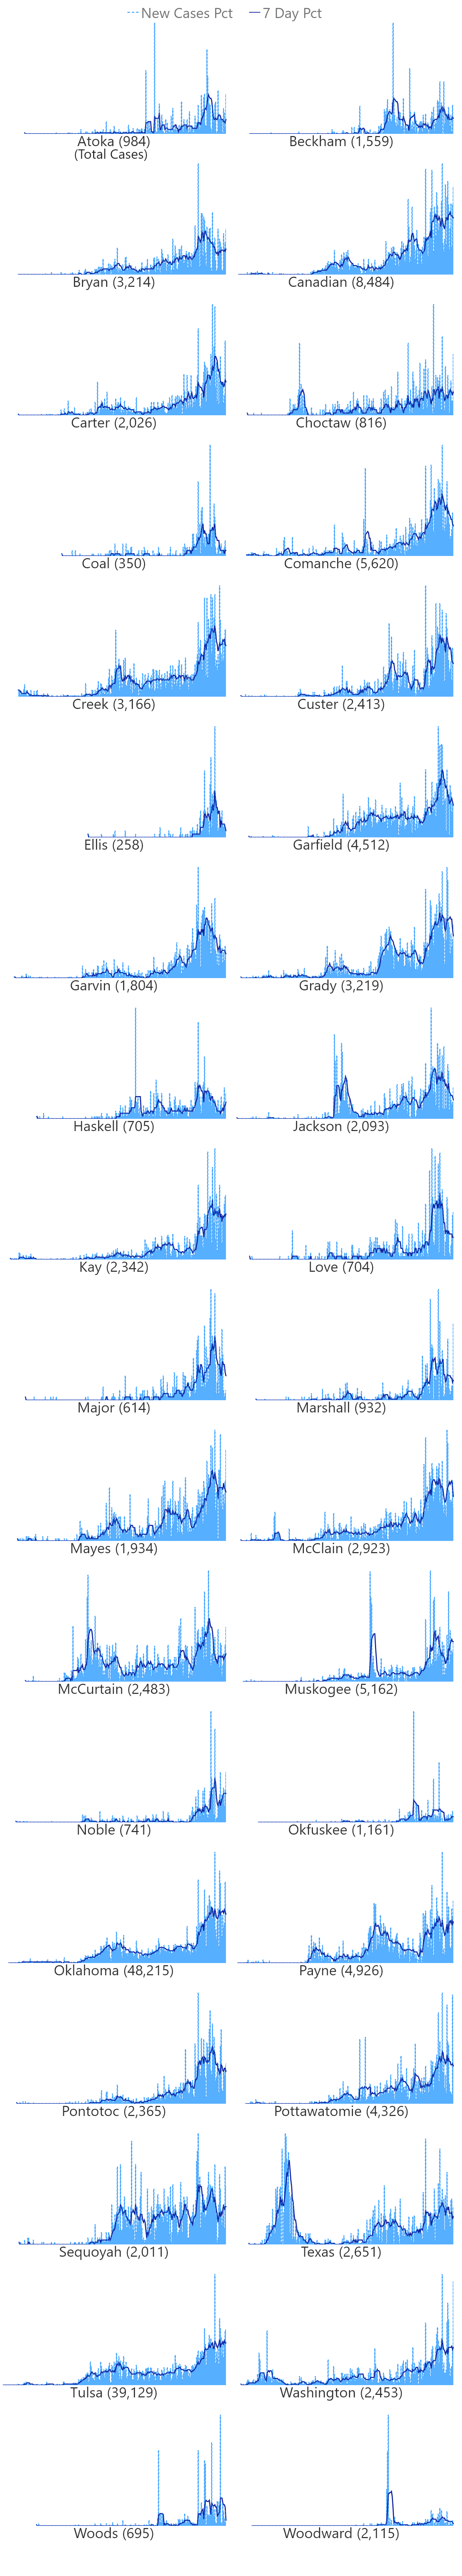 New Cases Pct 7 Day Pct
Atoka (984) Beckham (1,559)
(Total Cases)
Bryan (3,214) Canadian (8,484)
Carter (2,026) Choctaw (816)
Coal (350) Comanche (5,620)
Creek (3,166) Custer (2,413)
Ellis (258) Garfield (4,512)
Garvin (1,804) Grady (3,219)
Haskell (705) Jackson (2,093)
Kay (2,342) Love (704)
Major (614) Marshall (932)
Mayes (1,934) McClain (2,923)
McCurtain (2,483) Muskogee (5,162)
Noble (741) Okfuskee (1,161)
Oklahoma (48,215) Payne (4,926)
Pontotoc (2,365) Pottawatomie (4,326)
Sequoyah (2,011) Texas (2,651)
Tulsa (39,129) Washington (2,453)
Woods (695) Woodward (2,115)